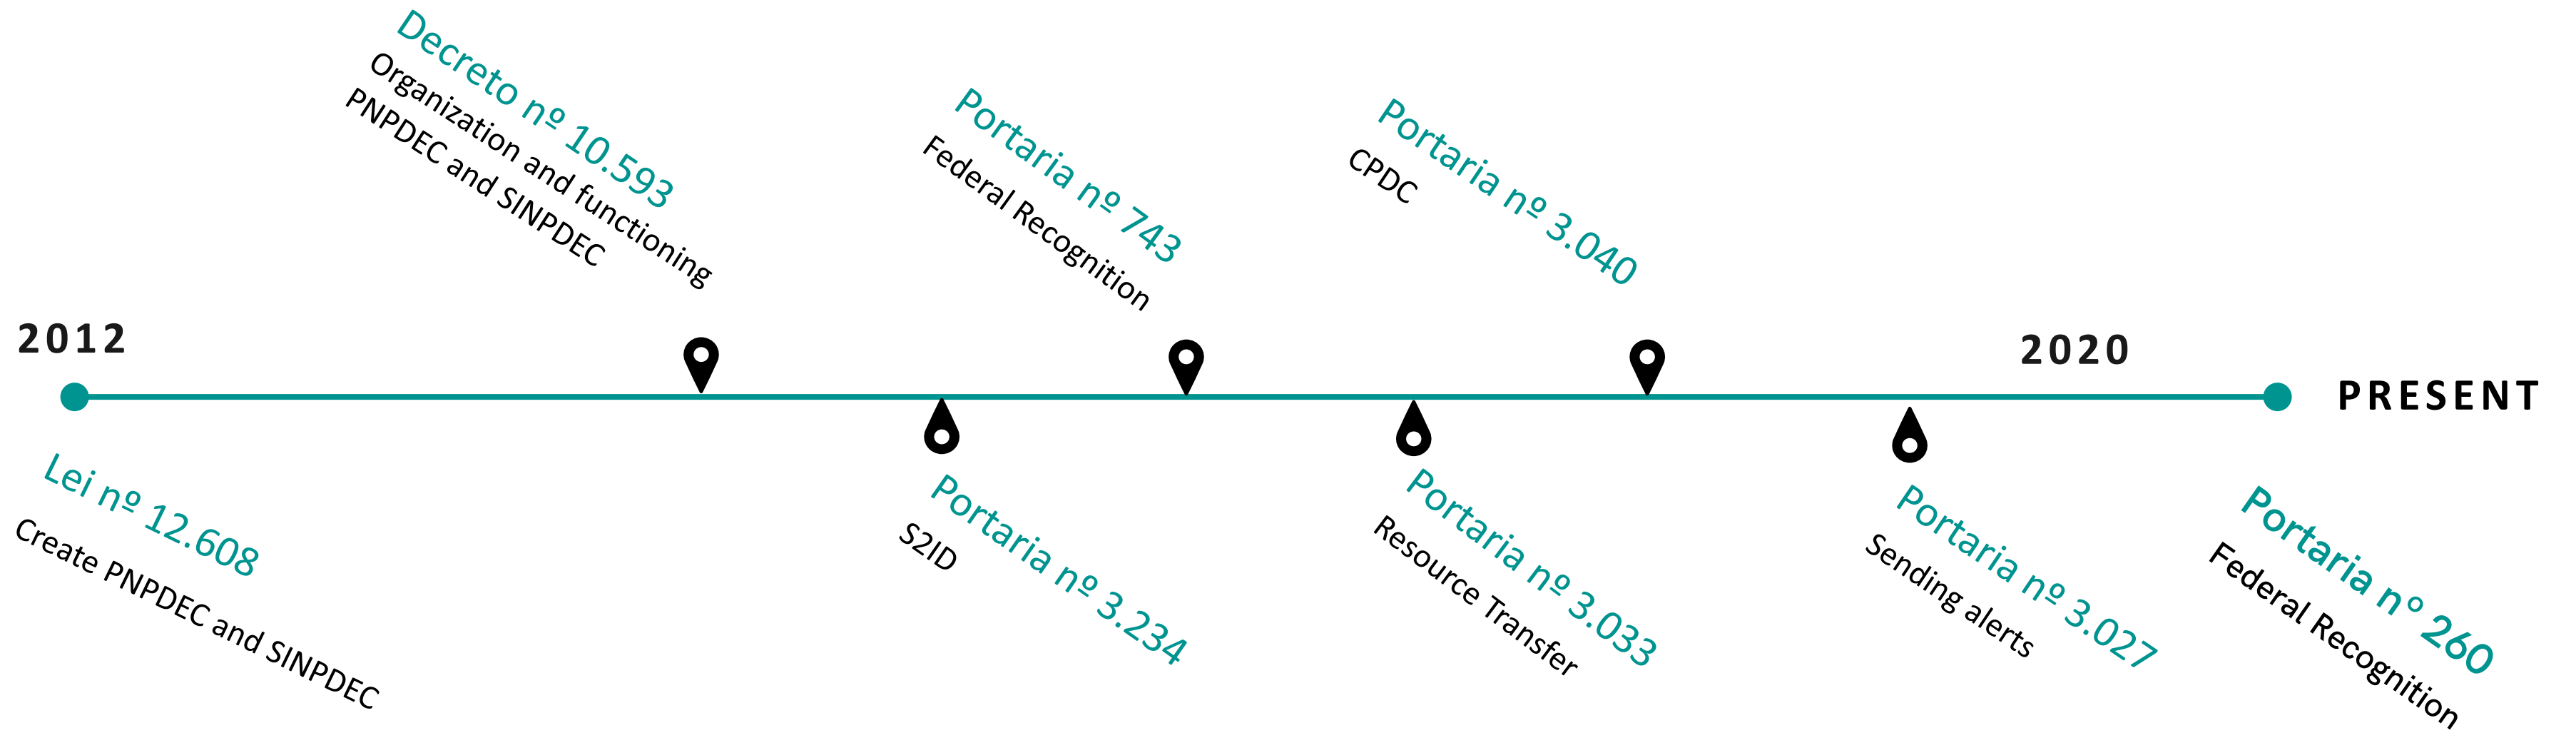 Decreto nº 10.593
Organization and functioning
PNPDEC and SINPDEC
Portaria nº 743
Federal Recognition
Portaria nº 3.040
CPDC
2012
2020
PRESENT
Lei nº 12.608
Create PNPDEC and SINPDEC
Portaria nº 3.234
S2ID
Portaria nº 3.033
Resource Transfer
Portaria nº 3.027
Sending alerts
Portaria n° 260
Federal Recognition